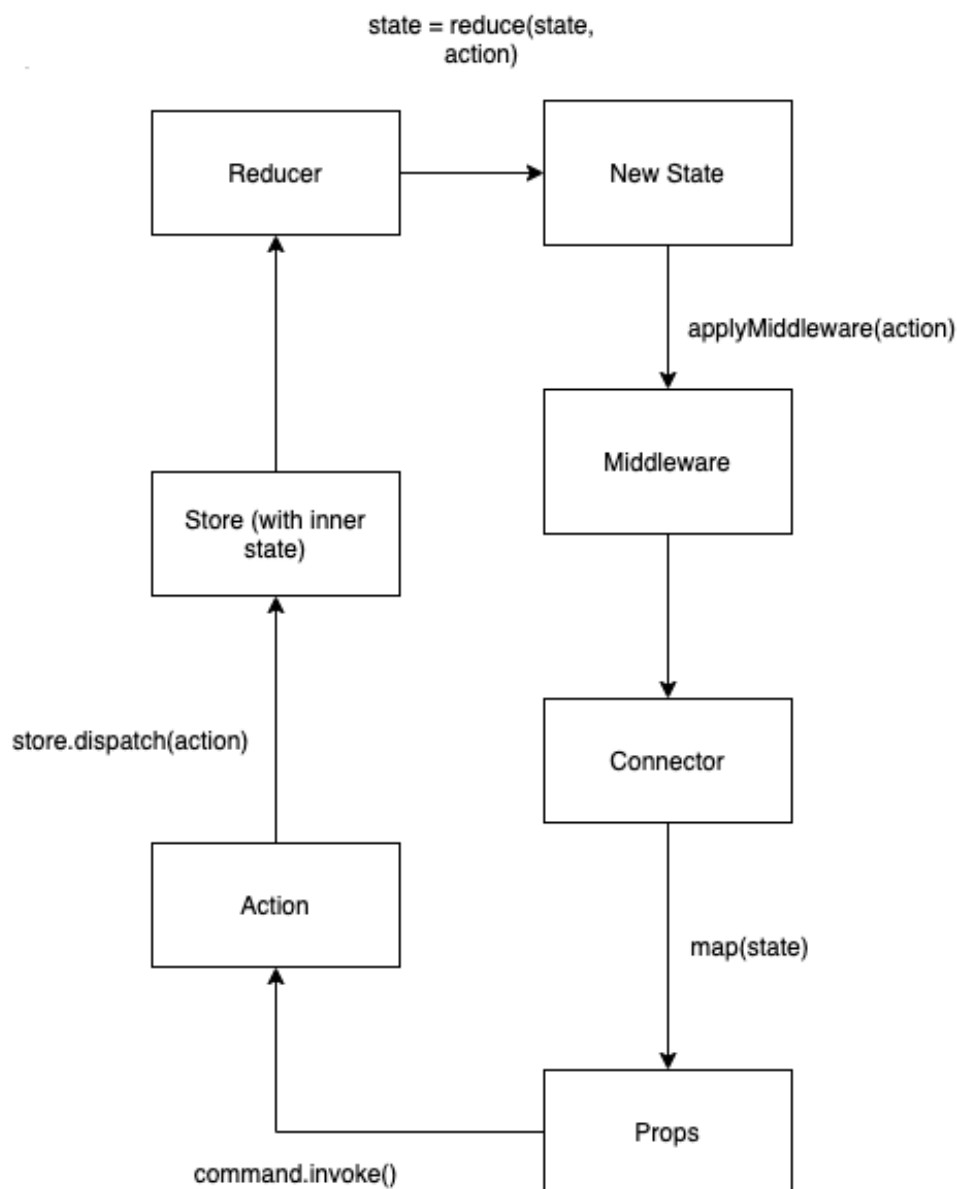 state = reduce(state,
action)
Reducer
New State
applyMiddleware(action)
Middleware
Store (with inner
state)
store.dispatch(action)
Connector
Action
map(state)
Props
command.invoke()